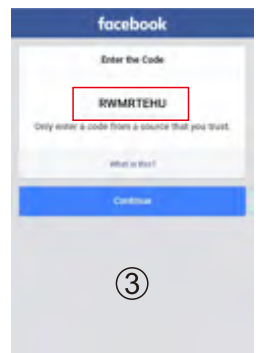 facebook
Enter the Code
RWMRTEHU
Only enter a code from a source that you trust.
What is this?
Continue
③